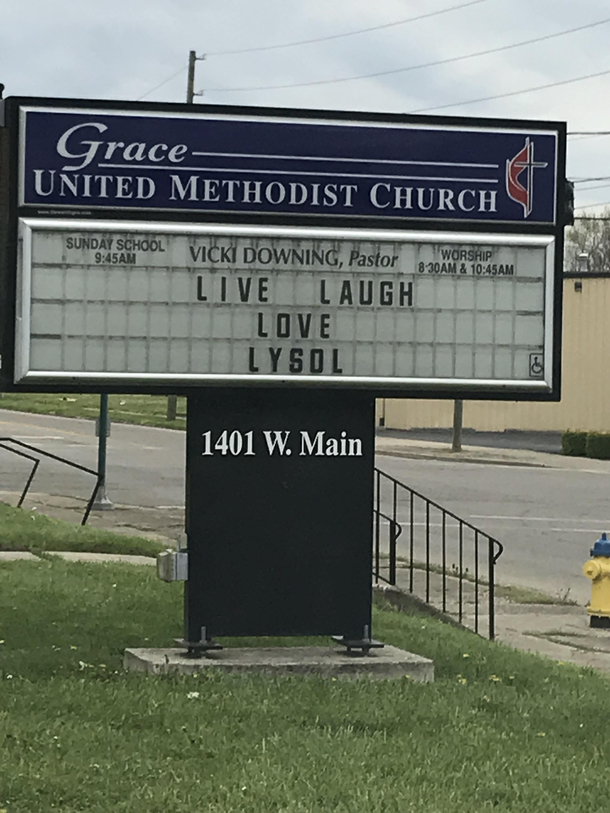 Grace
UNITED METHODIST CHURCH
SUNDAY SCHOOL
9:45AM
VICKI DOWNING, Pastor
WORSHIP
8:30AM & 10:45AM
LIVE LAUGH
LOVE
LYSOL
1401 W. Main